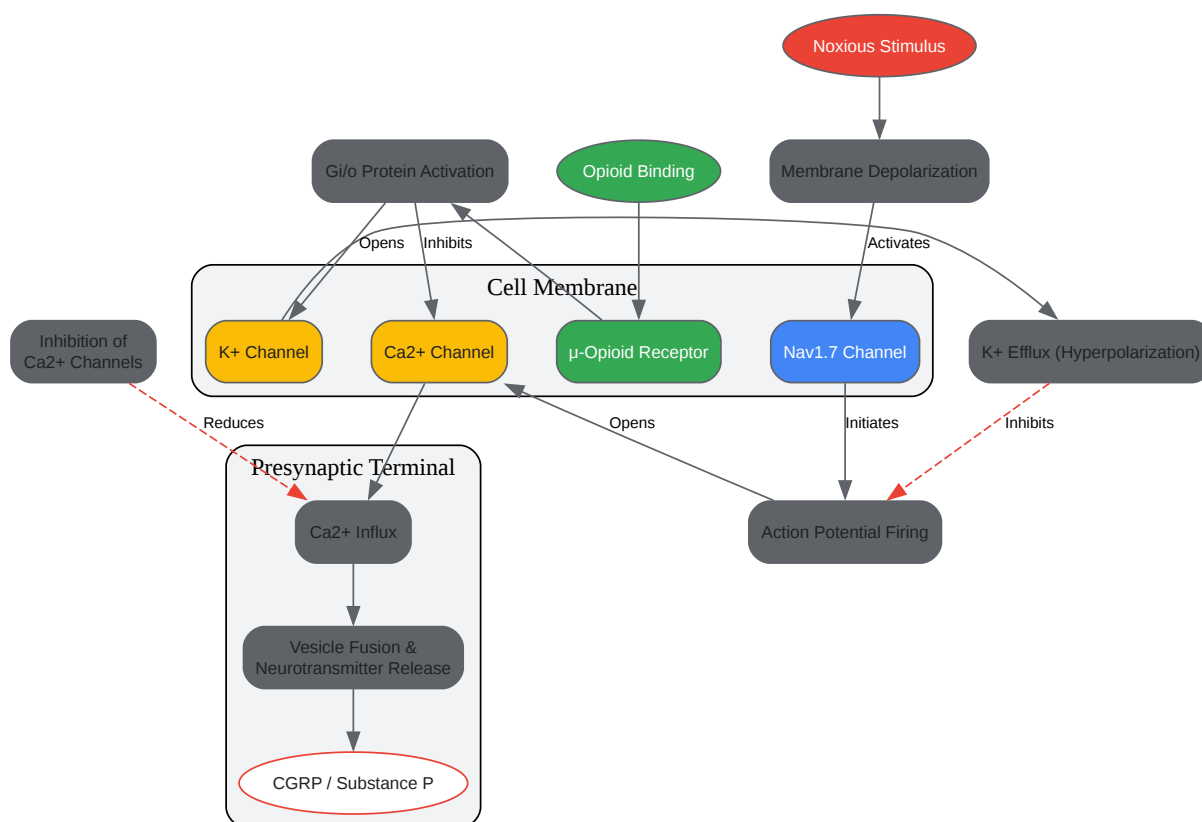 Noxious Stimulus
Gi/o Protein Activation
Opioid Binding
Membrane Depolarization
Opens
Inhibits
Activates
Cell Membrane
K+ Channel
Ca2+ Channel
μ-Opioid Receptor
Nav1.7 Channel
K+ Efflux (Hyperpolarization)
Inhibition of
Ca2+ Channels
Reduces
Opens
Initiates
Inhibits
Presynaptic Terminal
Ca2+ Influx
Action Potential Firing
Vesicle Fusion &
Neurotransmitter Release
CGRP / Substance P